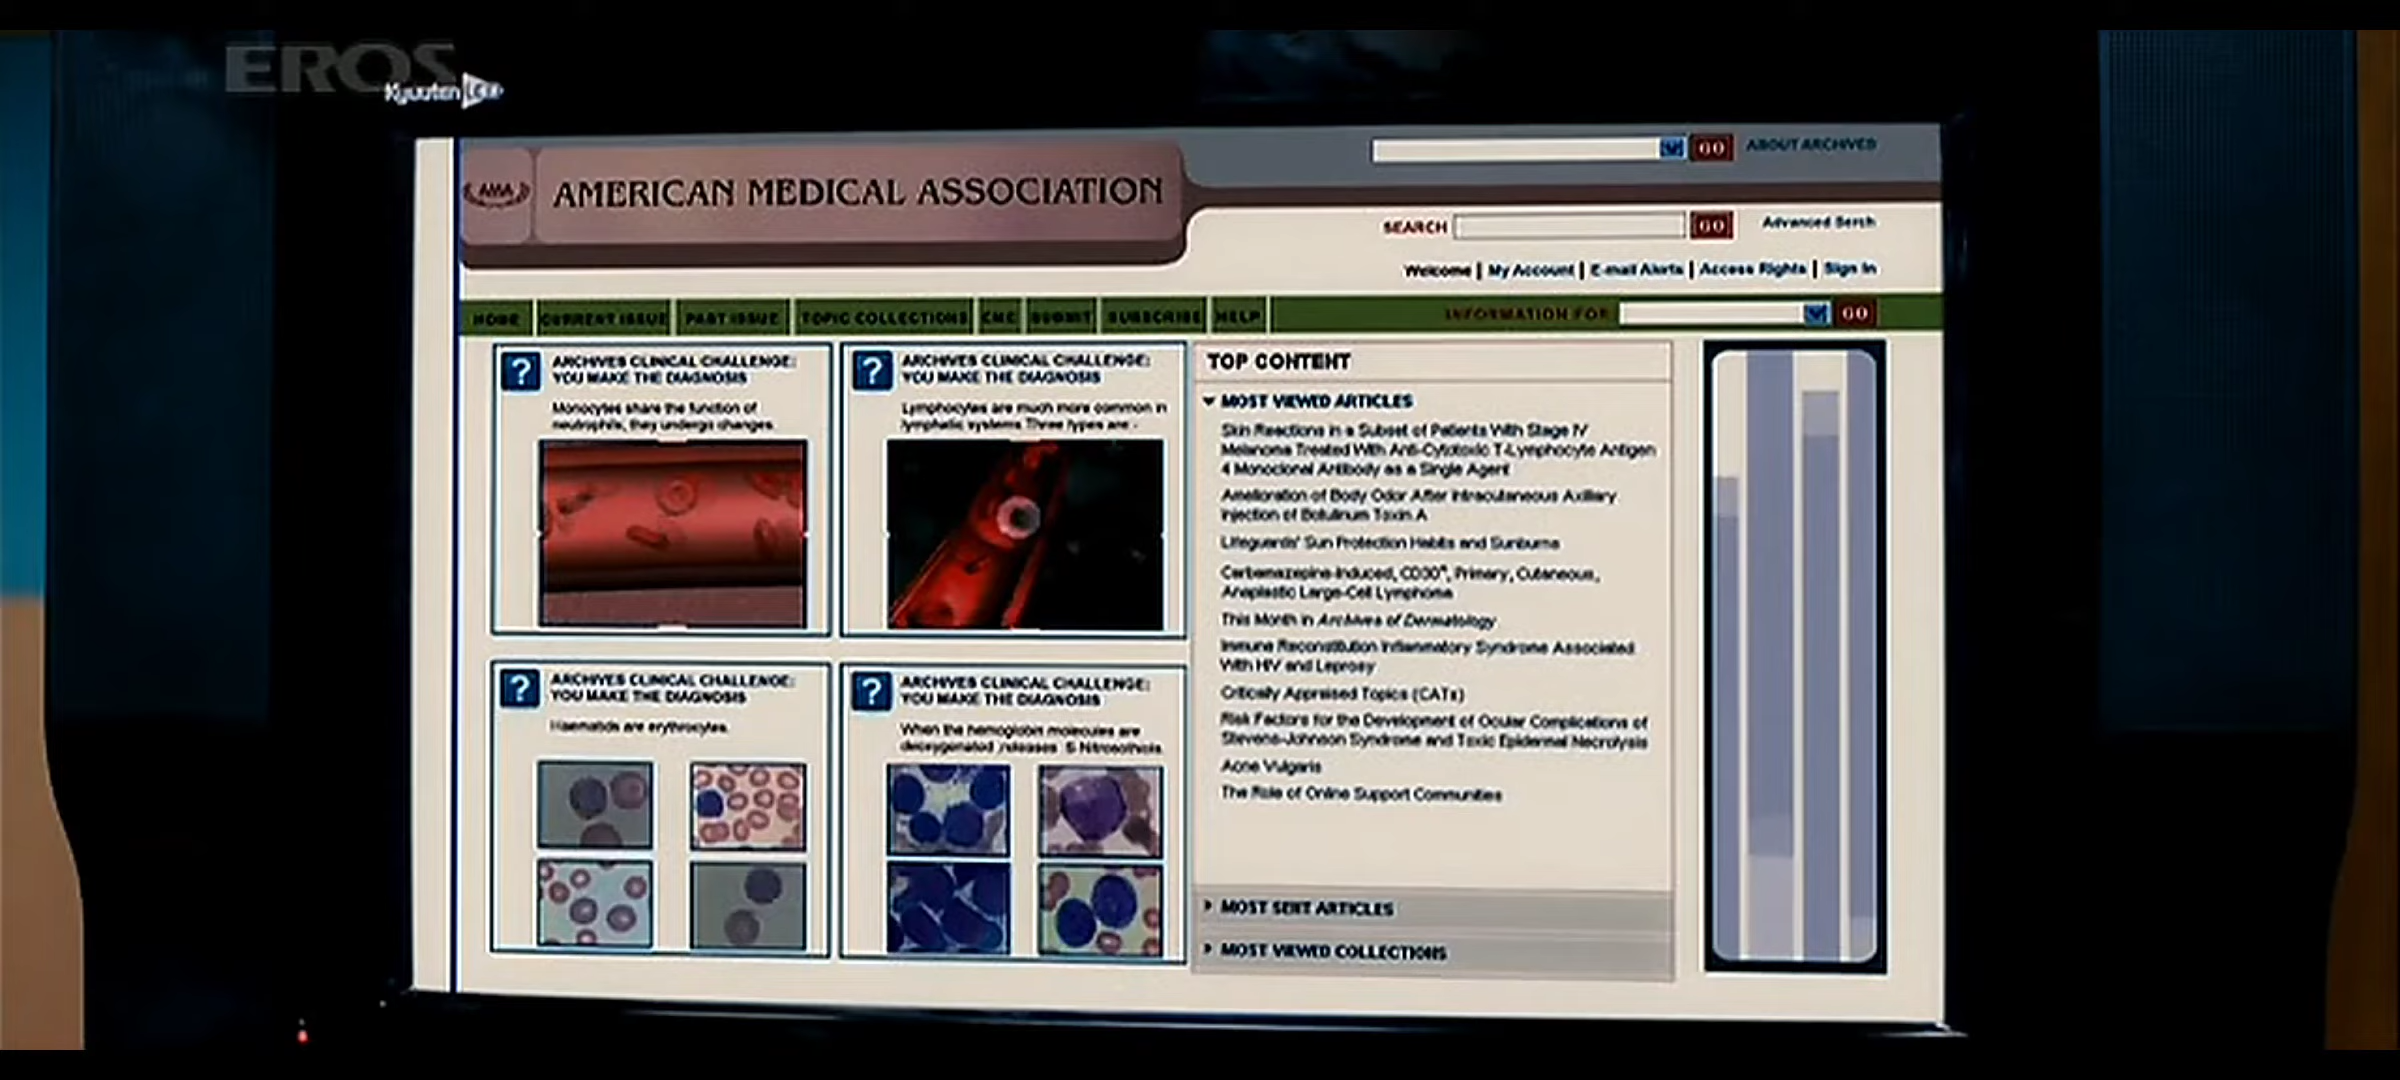 EROS
AMA
AMERICAN MEDICAL ASSOCIATION
GO
ABOUT ARCHIVED
SEARCH
GO
Advanced Serch
Welcome | My Account | E-mail Alerts | Access Rights | Sign In
HOME
CURRENT ISSUE
PAST ISSUE
TOPIC COLLECTIONS
CME
SUBMIT
SUBSCRIBE
HELP
INFORMATION FOR
GO
? ARCHIVES CLINICAL CHALLENGE:
YOU MAKE THE DIAGNOSIS
Monocytes share the function of
neutrophils, they undergo changes.
? ARCHIVES CLINICAL CHALLENGE:
YOU MAKE THE DIAGNOSIS
Lymphocytes are much more common in
lymphatic systems Three types are -
? ARCHIVES CLINICAL CHALLENGE:
YOU MAKE THE DIAGNOSIS
Haematids are erythrocytes.
? ARCHIVES CLINICAL CHALLENGE:
YOU MAKE THE DIAGNOSIS
When the hemoglobin molecules are
deoxygenated ,releases S-Nitrosothiols
TOP CONTENT
MOST VIEWED ARTICLES
Skin Reactions in a Subset of Patients With Stage IV
Melanoma Treated With Anti-Cytotoxic T-Lymphocyte Antigen
4 Monoclonal Antibody as a Single Agent
Amelioration of Body Odor After Intracutaneous Axillary
Injection of Botulinum Toxin A
Lifeguards' Sun Protection Habits and Sunburns
Carbamazepine-Induced, CD30+, Primary, Cutaneous,
Anaplastic Large-Cell Lymphoma
This Month in Archives of Dermatology
Immune Reconstitution Inflammatory Syndrome Associated
With HIV and Leprosy
Critically Appraised Topics (CATs)
Risk Factors for the Development of Ocular Complications of
Stevens-Johnson Syndrome and Toxic Epidermal Necrolysis
Acne Vulgaris
The Role of Online Support Communities
MOST SENT ARTICLES
MOST VIEWED COLLECTIONS